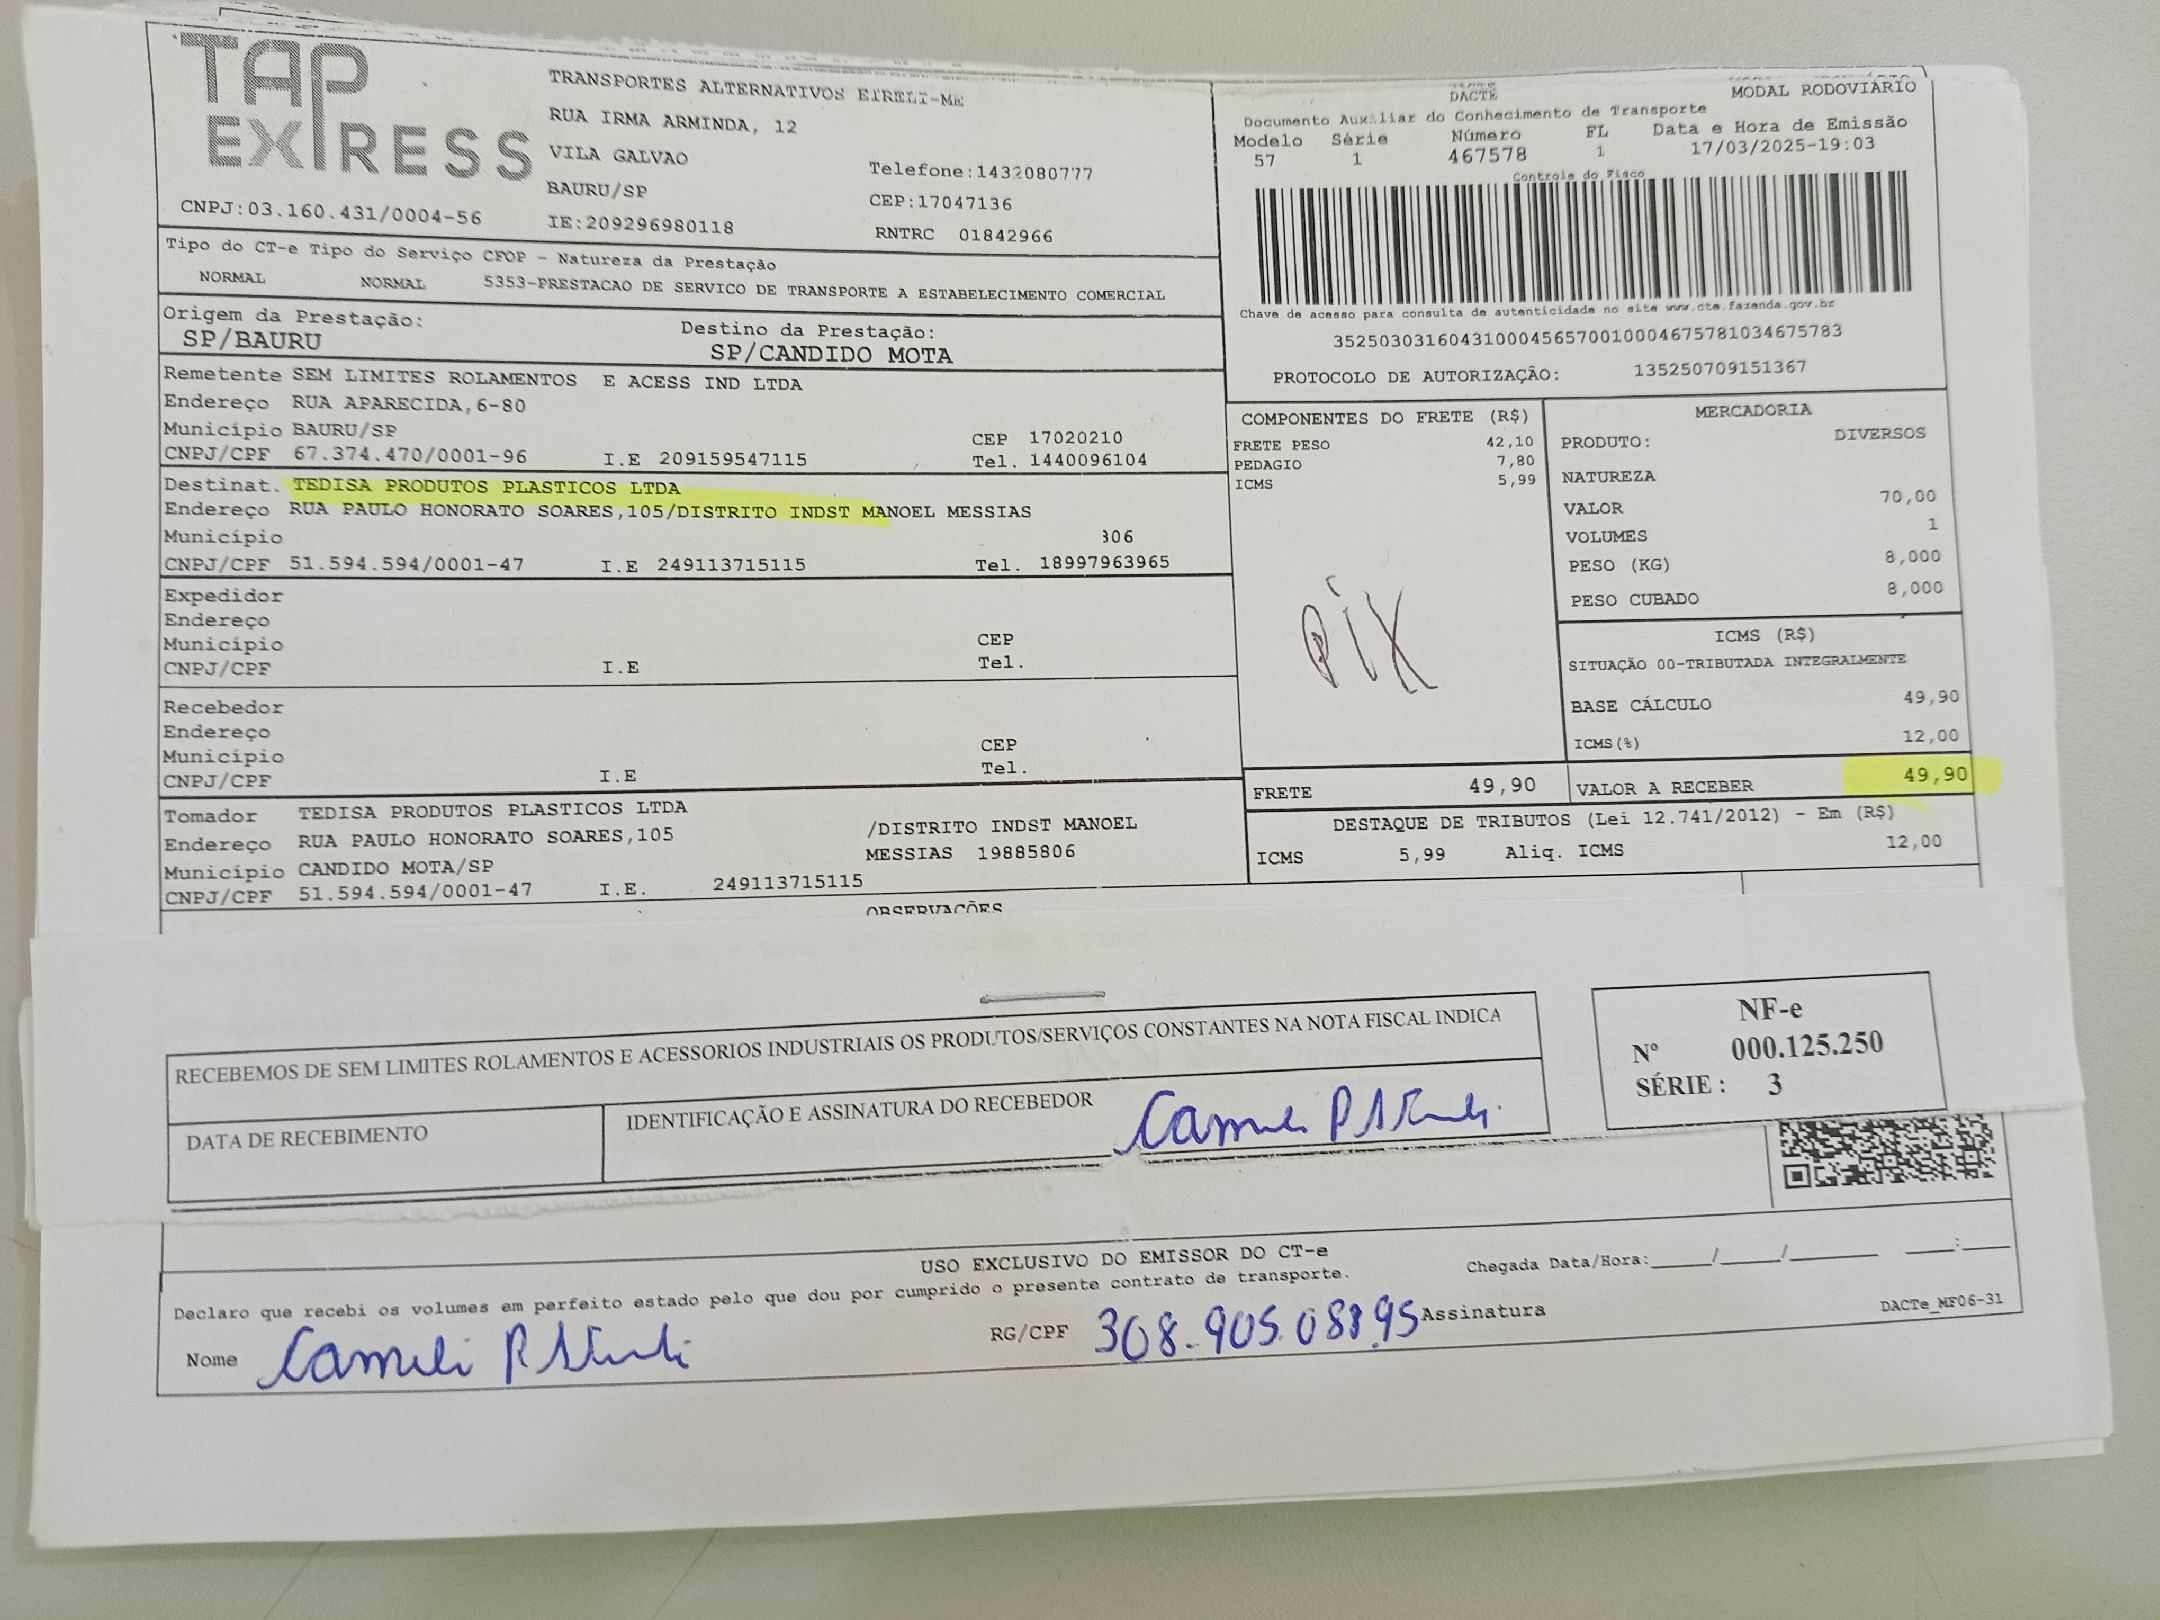 TAP EXPRESS
TRANSPORTES ALTERNATIVOS EIRELI-ME
RUA IRMA ARMINDA, 12
VILA GALVAO
BAURU/SP
Telefone:1432080777
CEP:17047136
CNPJ:03.160.431/0004-56
IE:209296980118
RNTRC 01842966
DACTE
MODAL RODOVIÁRIO
Documento Auxiliar do Conhecimento de Transporte
Modelo Série Número FL Data e Hora de Emissão
57 1 467578 1 17/03/2025-19:03
Controle do Fisco
Chave de acesso para consulta de autenticidade no site www.cte.fazenda.gov.br
35250303160431000456570010004675781034675783
PROTOCOLO DE AUTORIZAÇÃO: 135250709151367
Tipo do CT-e Tipo do Serviço CFOP - Natureza da Prestação
NORMAL NORMAL 5353-PRESTACAO DE SERVICO DE TRANSPORTE A ESTABELECIMENTO COMERCIAL
Origem da Prestação: Destino da Prestação:
SP/BAURU SP/CANDIDO MOTA
Remetente SEM LIMITES ROLAMENTOS E ACESS IND LTDA
Endereço RUA APARECIDA,6-80
Município BAURU/SP CEP 17020210
CNPJ/CPF 67.374.470/0001-96 I.E 209159547115 Tel. 1440096104
Destinat. TEDISA PRODUTOS PLASTICOS LTDA
Endereço RUA PAULO HONORATO SOARES,105/DISTRITO INDST MANOEL MESSIAS
Município 306
CNPJ/CPF 51.594.594/0001-47 I.E 249113715115 Tel. 18997963965
Expedidor
Endereço
Município CEP
CNPJ/CPF I.E Tel.
Recebedor
Endereço
Município CEP
CNPJ/CPF I.E Tel.
Tomador TEDISA PRODUTOS PLASTICOS LTDA
Endereço RUA PAULO HONORATO SOARES,105 /DISTRITO INDST MANOEL
MESSIAS 19885806
Município CANDIDO MOTA/SP
CNPJ/CPF 51.594.594/0001-47 I.E. 249113715115
COMPONENTES DO FRETE (R$)
FRETE PESO 42,10
PEDAGIO 7,80
ICMS 5,99
PIX
MERCADORIA
PRODUTO: DIVERSOS
NATUREZA
VALOR 70,00
VOLUMES 1
PESO (KG) 8,000
PESO CUBADO 8,000
ICMS (R$)
SITUAÇÃO 00-TRIBUTADA INTEGRALMENTE
BASE CÁLCULO 49,90
ICMS(%) 12,00
FRETE 49,90 VALOR A RECEBER 49,90
DESTAQUE DE TRIBUTOS (Lei 12.741/2012) - Em (R$)
ICMS 5,99 Aliq. ICMS 12,00
OBSERVAÇÕES
RECEBEMOS DE SEM LIMITES ROLAMENTOS E ACESSORIOS INDUSTRIAIS OS PRODUTOS/SERVIÇOS CONSTANTES NA NOTA FISCAL INDICA
DATA DE RECEBIMENTO
IDENTIFICAÇÃO E ASSINATURA DO RECEBEDOR
NF-e
Nº 000.125.250
SÉRIE : 3
USO EXCLUSIVO DO EMISSOR DO CT-e
Declaro que recebi os volumes em perfeito estado pelo que dou por cumprido o presente contrato de transporte.
Chegada Data/Hora:____/____/______ ___:___
Nome
RG/CPF 308.905.08895 Assinatura
DACTe_MF06-31